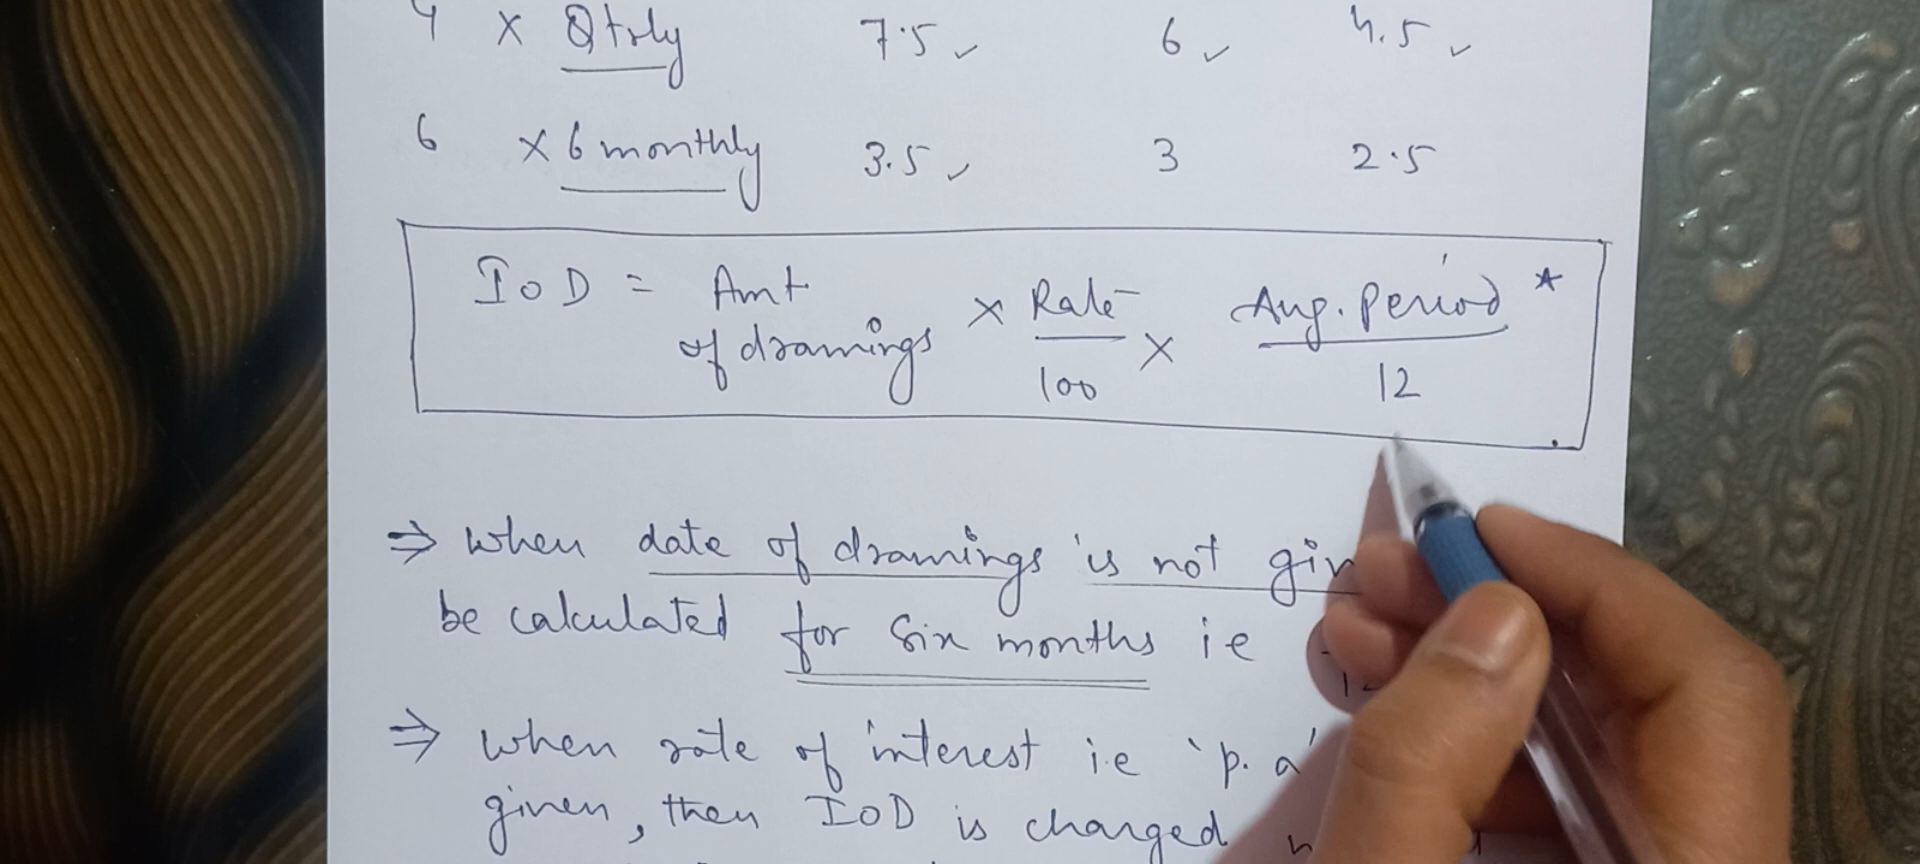 4 × Qtrly 7.5 ✓ 6 ✓ 4.5 ✓
6 × 6 monthly 3.5 ✓ 3 2.5
IOD = Amt of drawings × Rate/100 × Avg. Period/12 *
⇒ When date of drawings is not
be calculated for six months ie
⇒ When rate of interest i.e 'p.a'
given, then IOD is charged